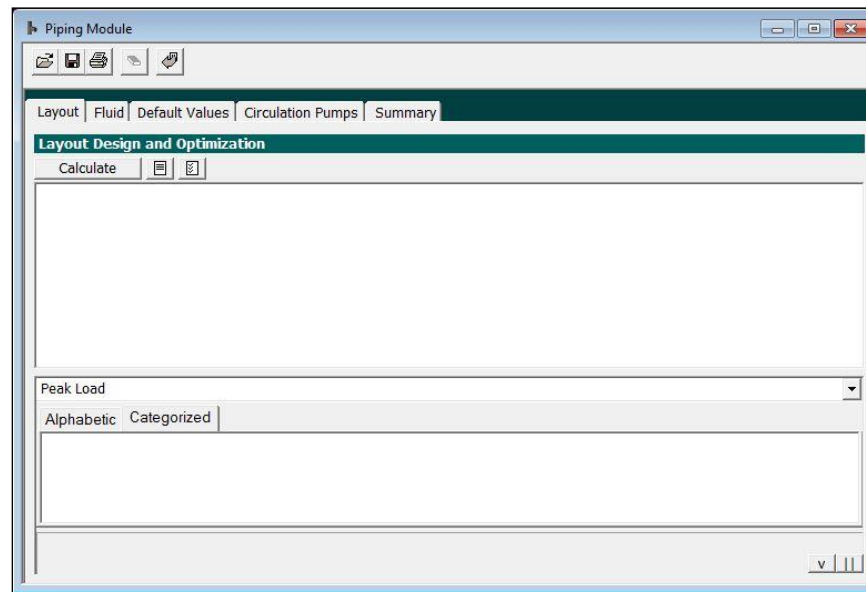 Piping Module
Layout Fluid Default Values Circulation Pumps Summary
Layout Design and Optimization
Calculate
Peak Load
Alphabetic Categorized
v ||